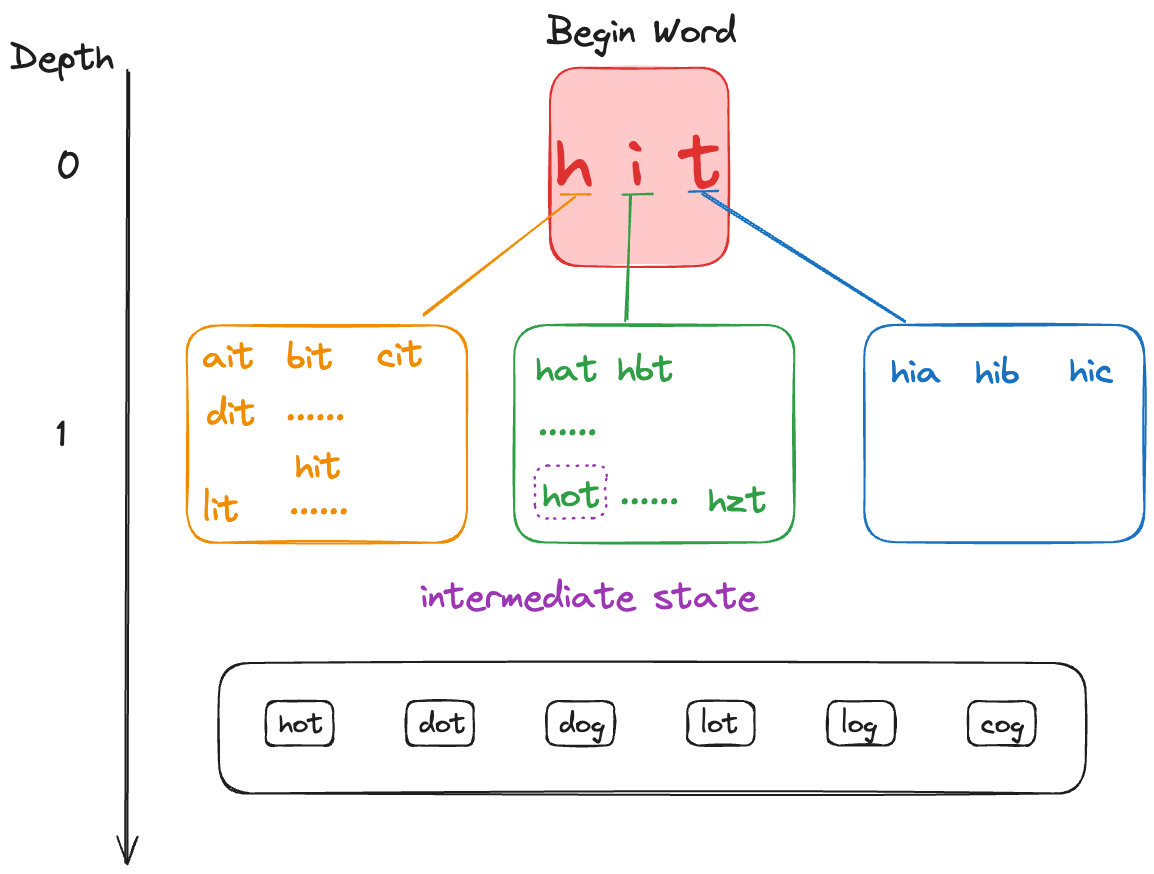 Begin Word
Depth
0
h i t
ait bit cit
dit ......
hit
lit ......
hat hbt
......
hot ...... hzt
hia hib hic
1
intermediate state
hot dot dog lot log cog